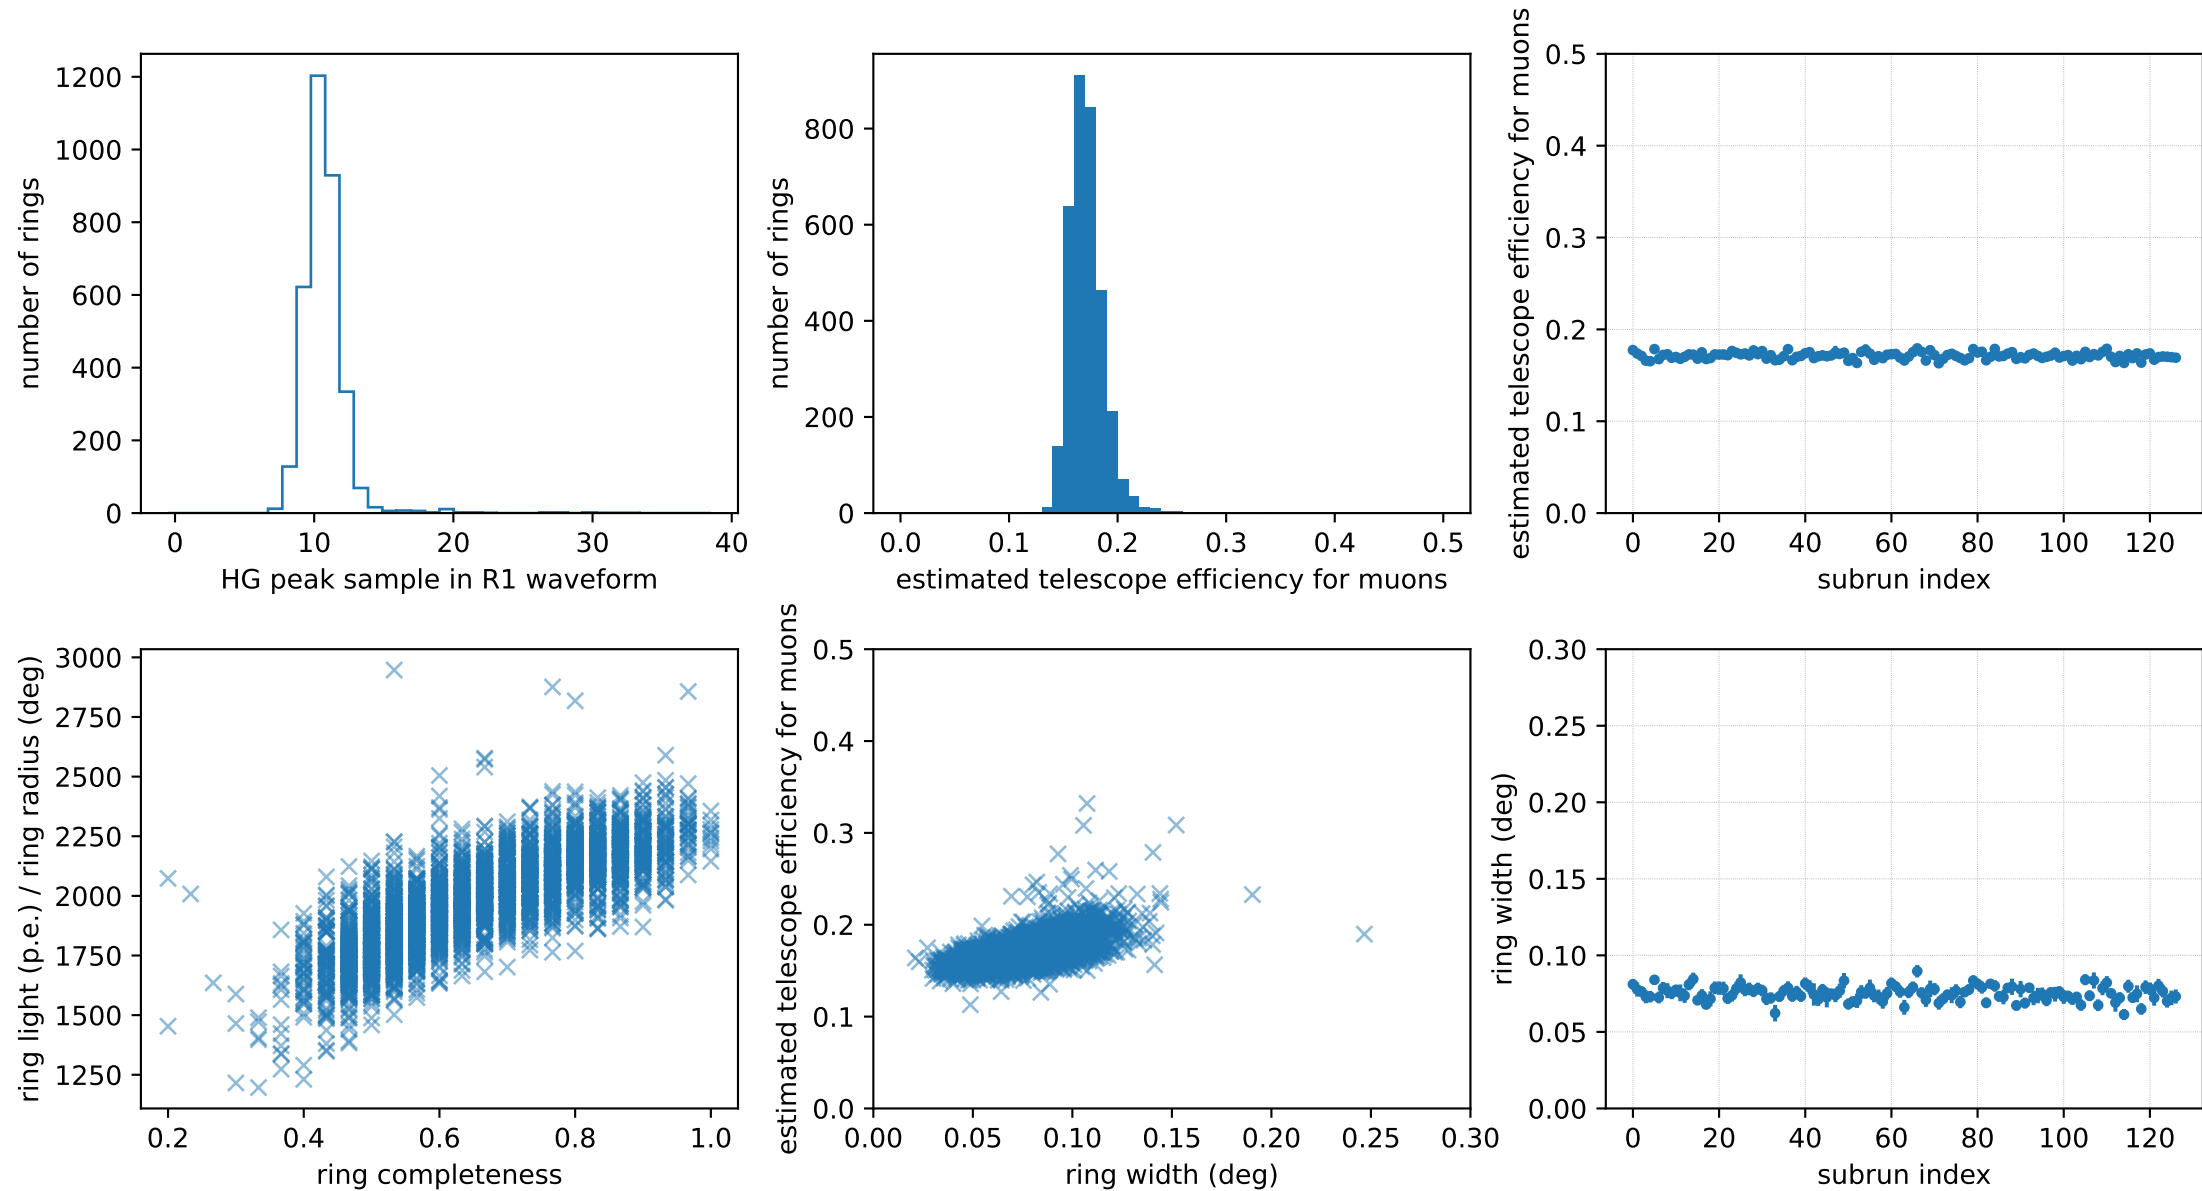 number of rings
1200
1000
800
600
400
200
0
0 10 20 30 40
HG peak sample in R1 waveform
number of rings
800
600
400
200
0
0.0 0.1 0.2 0.3 0.4 0.5
estimated telescope efficiency for muons
estimated telescope efficiency for muons
0.5
0.4
0.3
0.2
0.1
0.0
0 20 40 60 80 100 120
subrun index
ring light (p.e.) / ring radius (deg)
3000
2750
2500
2250
2000
1750
1500
1250
0.2 0.4 0.6 0.8 1.0
ring completeness
estimated telescope efficiency for muons
0.5
0.4
0.3
0.2
0.1
0.0
0.00 0.05 0.10 0.15 0.20 0.25 0.30
ring width (deg)
ring width (deg)
0.30
0.25
0.20
0.15
0.10
0.05
0.00
0 20 40 60 80 100 120
subrun index